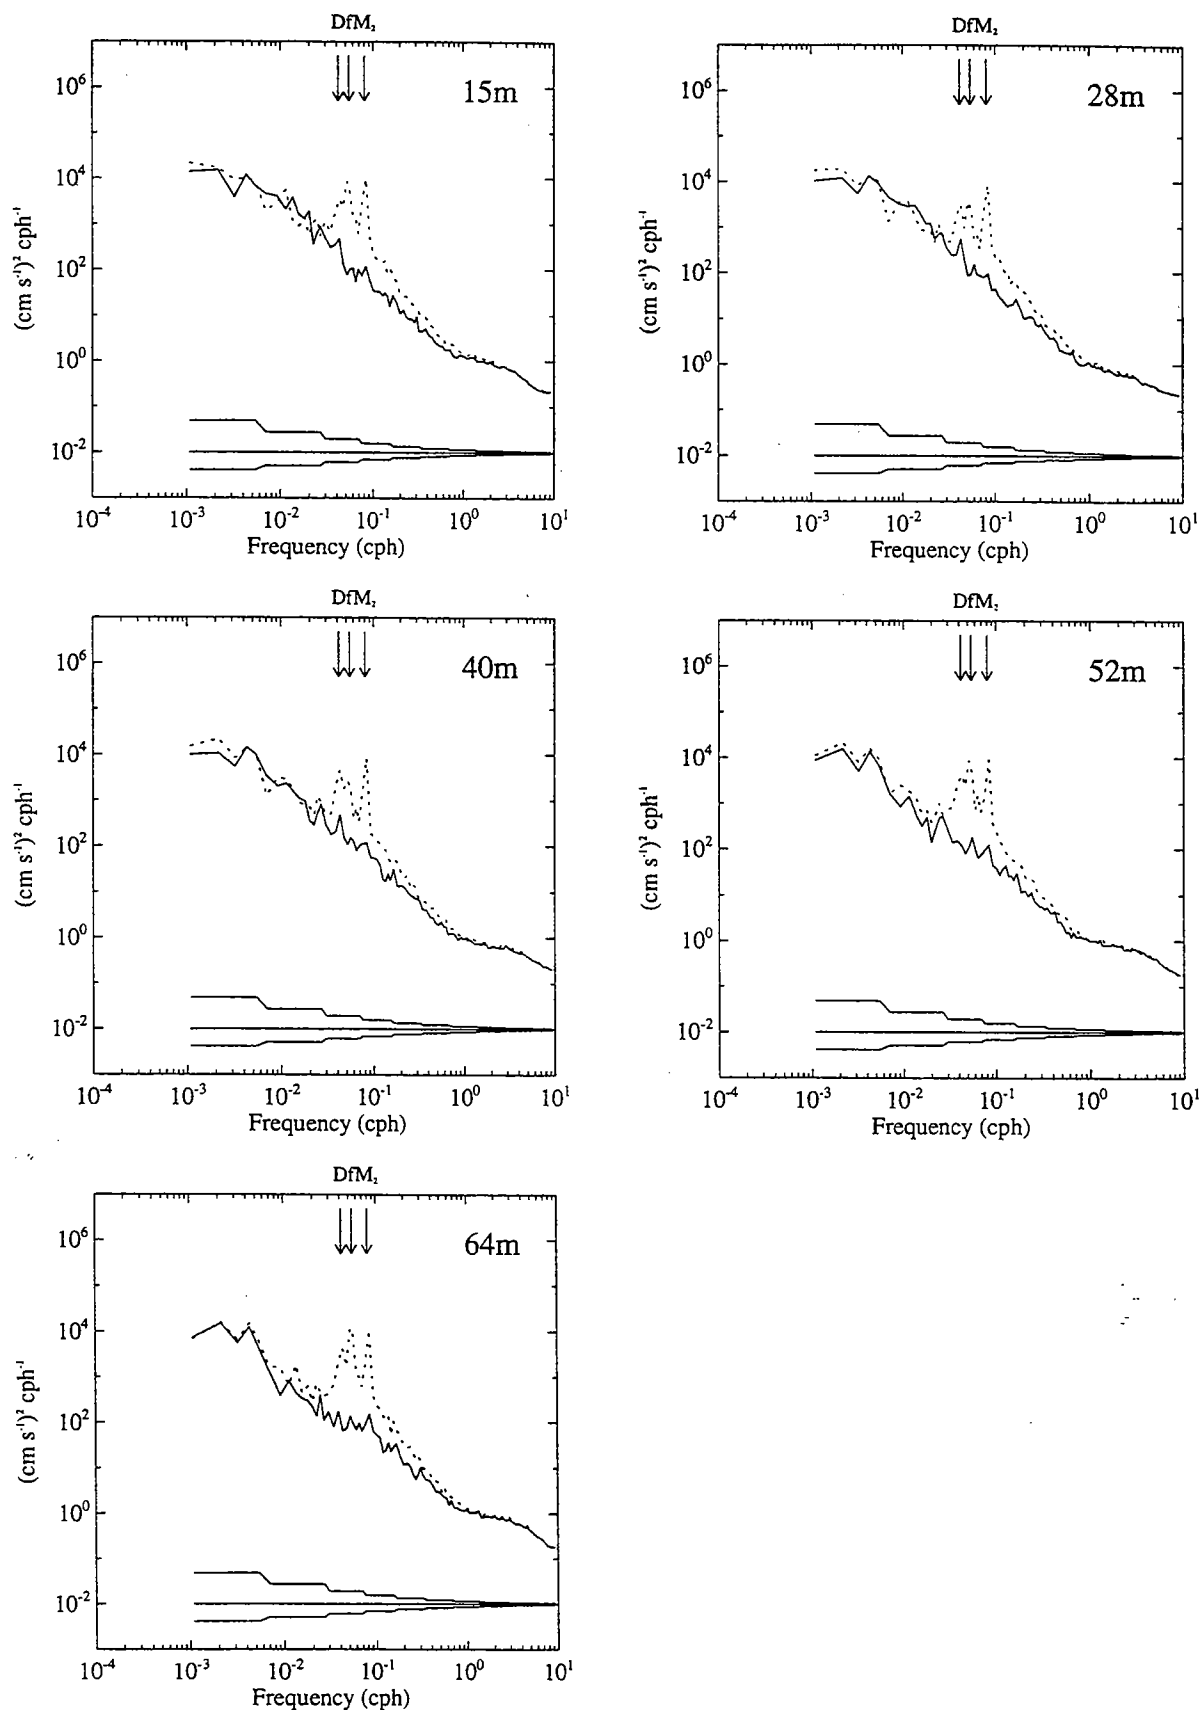 DfM₂
15m
10⁶
10⁴
10²
10⁰
10⁻²
(cm s⁻¹)² cph⁻¹
10⁻⁴ 10⁻³ 10⁻² 10⁻¹ 10⁰ 10¹
Frequency (cph)
DfM₂
28m
10⁶
10⁴
10²
10⁰
10⁻²
(cm s⁻¹)² cph⁻¹
10⁻⁴ 10⁻³ 10⁻² 10⁻¹ 10⁰ 10¹
Frequency (cph)
DfM₂
40m
10⁶
10⁴
10²
10⁰
10⁻²
(cm s⁻¹)² cph⁻¹
10⁻⁴ 10⁻³ 10⁻² 10⁻¹ 10⁰ 10¹
Frequency (cph)
DfM₂
52m
10⁶
10⁴
10²
10⁰
10⁻²
(cm s⁻¹)² cph⁻¹
10⁻⁴ 10⁻³ 10⁻² 10⁻¹ 10⁰ 10¹
Frequency (cph)
DfM₂
64m
10⁶
10⁴
10²
10⁰
10⁻²
(cm s⁻¹)² cph⁻¹
10⁻⁴ 10⁻³ 10⁻² 10⁻¹ 10⁰ 10¹
Frequency (cph)